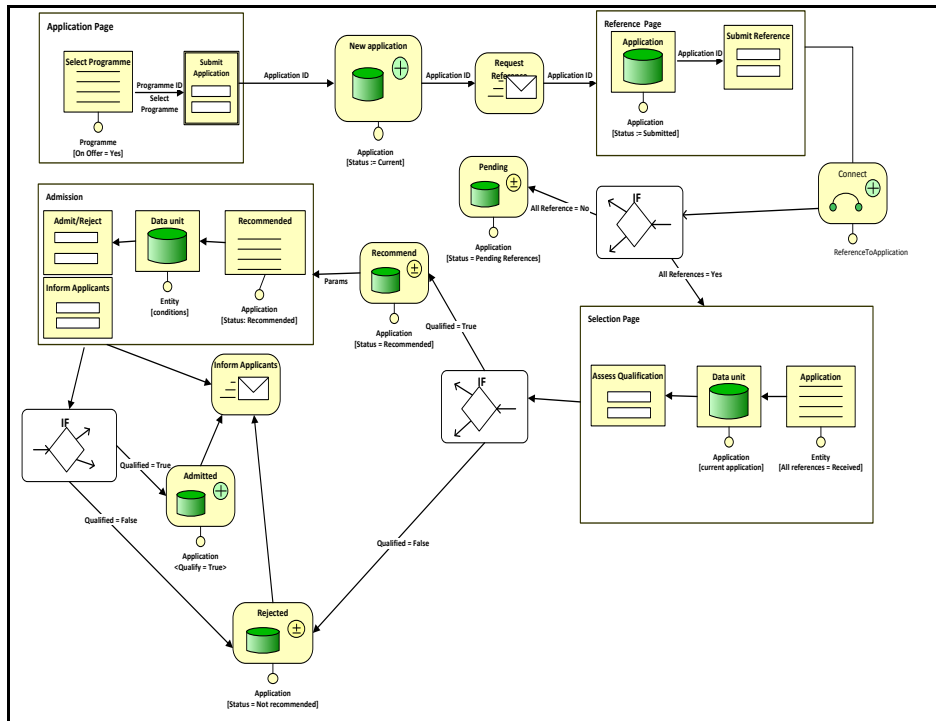 Application Page
Select Programme
Programme ID
Select
Programme
Submit
Application
Programme
[On Offer = Yes]
Application ID
New application
Application
[Status := Current]
Application ID
Request
Reference
Application ID
Reference Page
Application
Application ID
Submit Reference
Application
[Status := Submitted]
Connect
ReferenceToApplication
IF
All Reference = No
All References = Yes
Pending
Application
[Status = Pending References]
Admission
Admit/Reject
Data unit
Recommended
Inform Applicants
Entity
[conditions]
Application
[Status: Recommended]
Params
Recommend
Application
[Status = Recommended]
Qualified = True
Selection Page
Assess Qualification
Data unit
Application
Application
[current application]
Entity
[All references = Received]
IF
Qualified = False
Inform Applicants
IF
Qualified = True
Admitted
Application
<Qualify = True>
Qualified = False
Rejected
Application
[Status = Not recommended]